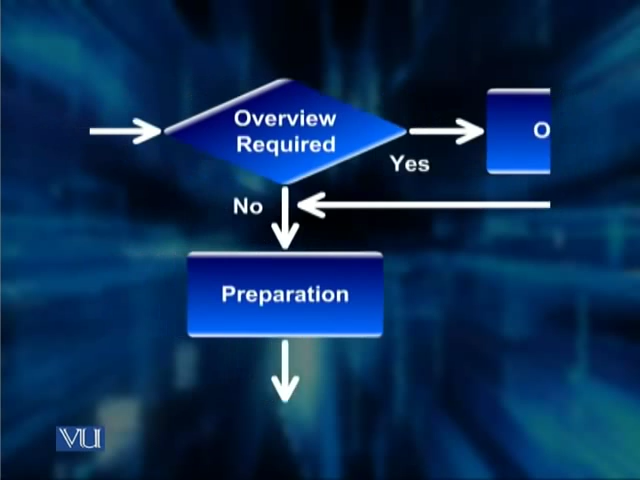 Overview
Required
O
Yes
No
Preparation
VU